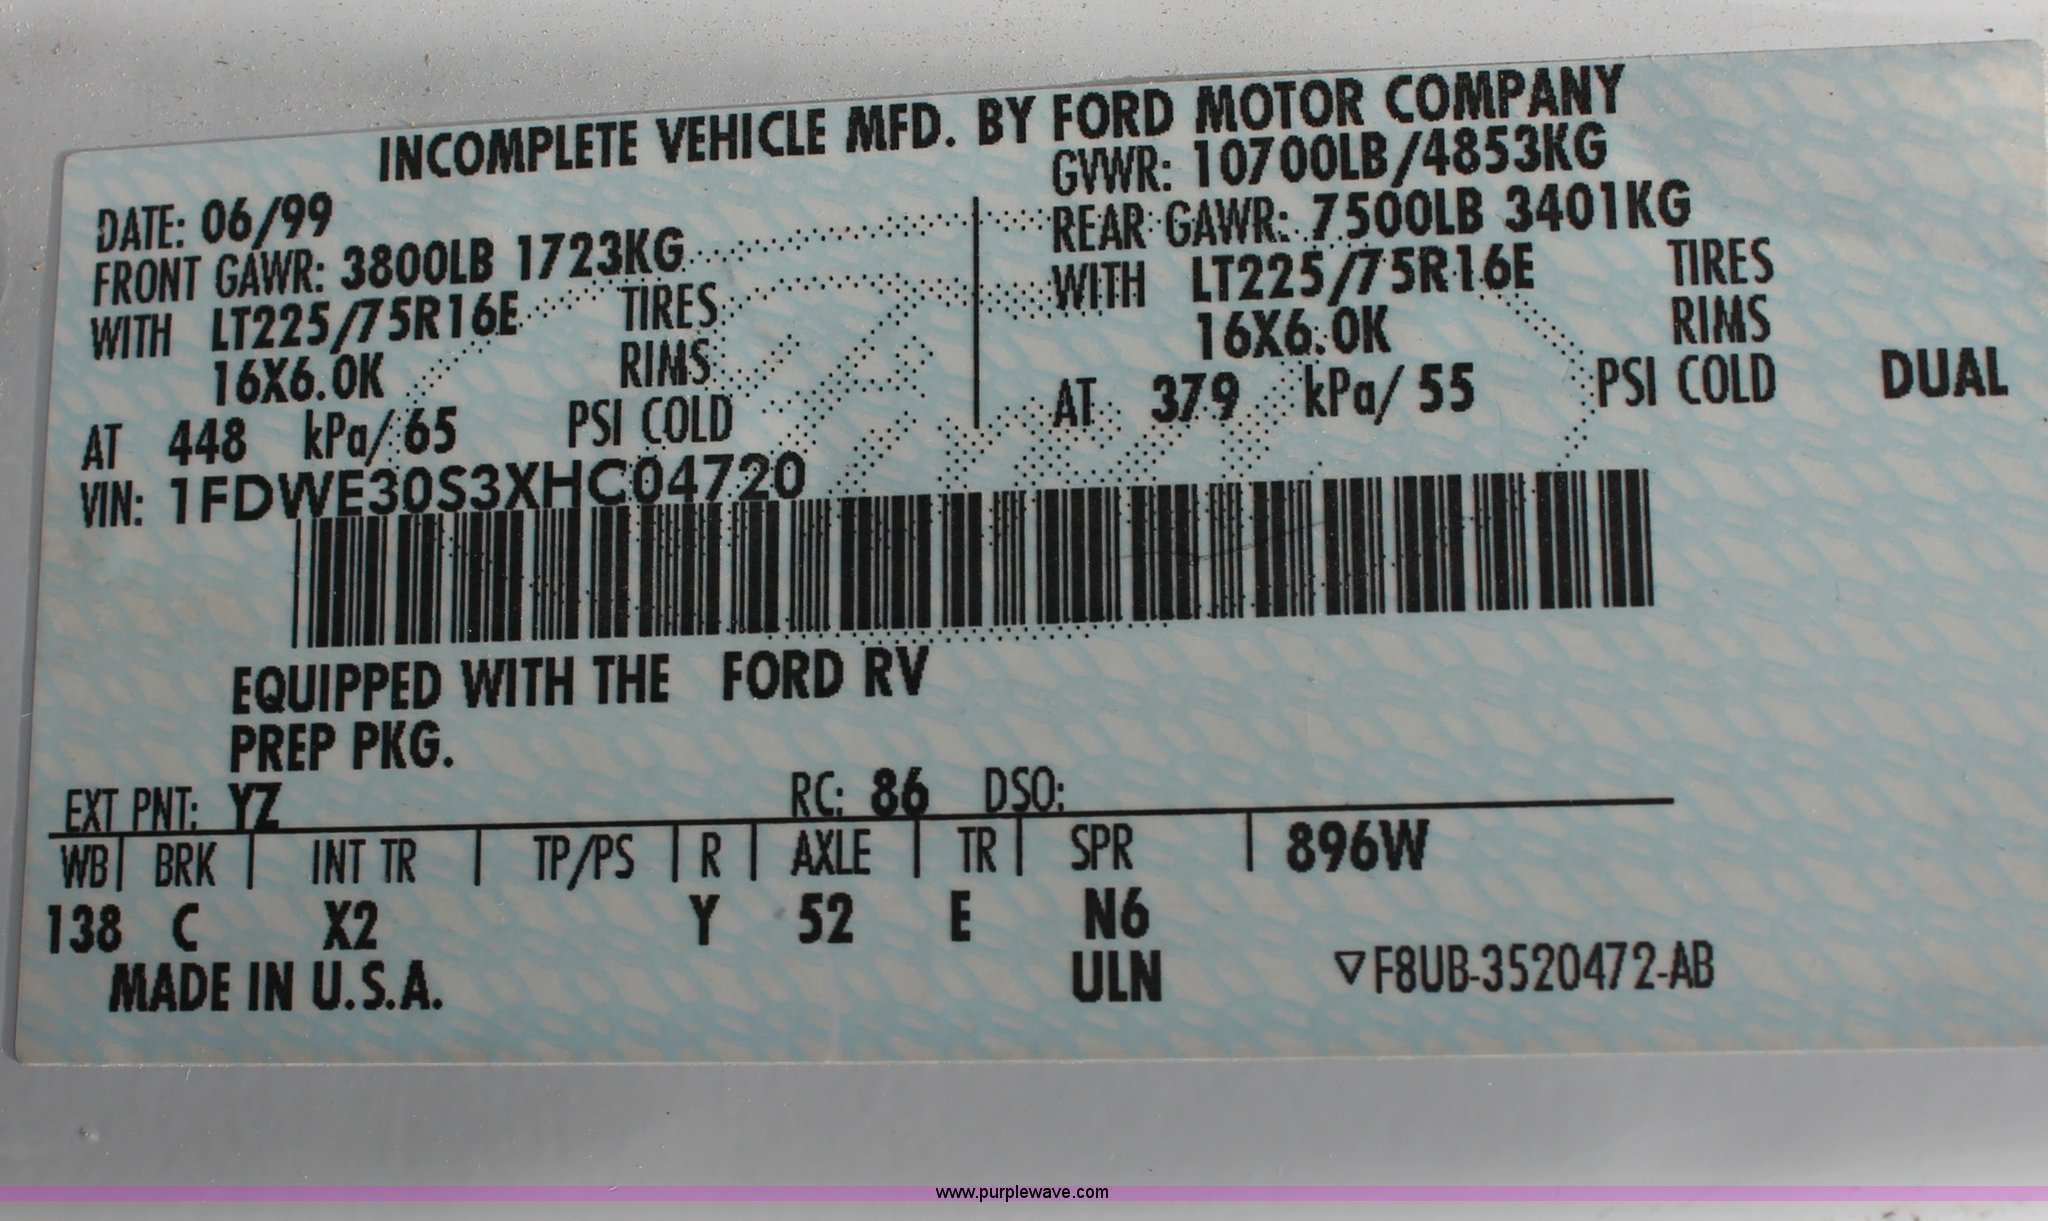 INCOMPLETE VEHICLE MFD. BY FORD MOTOR COMPANY
GVWR: 10700LB/4853KG
DATE: 06/99
FRONT GAWR: 3800LB 1723KG
WITH LT225/75R16E TIRES
16X6.0K RIMS
AT 448 kPa/65 PSI COLD
REAR GAWR: 7500LB 3401KG
WITH LT225/75R16E TIRES
16X6.0K RIMS
AT 379 kPa/ 55 PSI COLD DUAL
VIN: 1FDWE30S3XHC04720
EQUIPPED WITH THE FORD RV
PREP PKG.
EXT PNT: YZ RC: 86 DSO:
WB | BRK | INT TR | TP/PS | R | AXLE | TR | SPR | 896W
138 C X2 Y 52 E N6
MADE IN U.S.A. ULN ▽F8UB-3520472-AB
www.purplewave.com